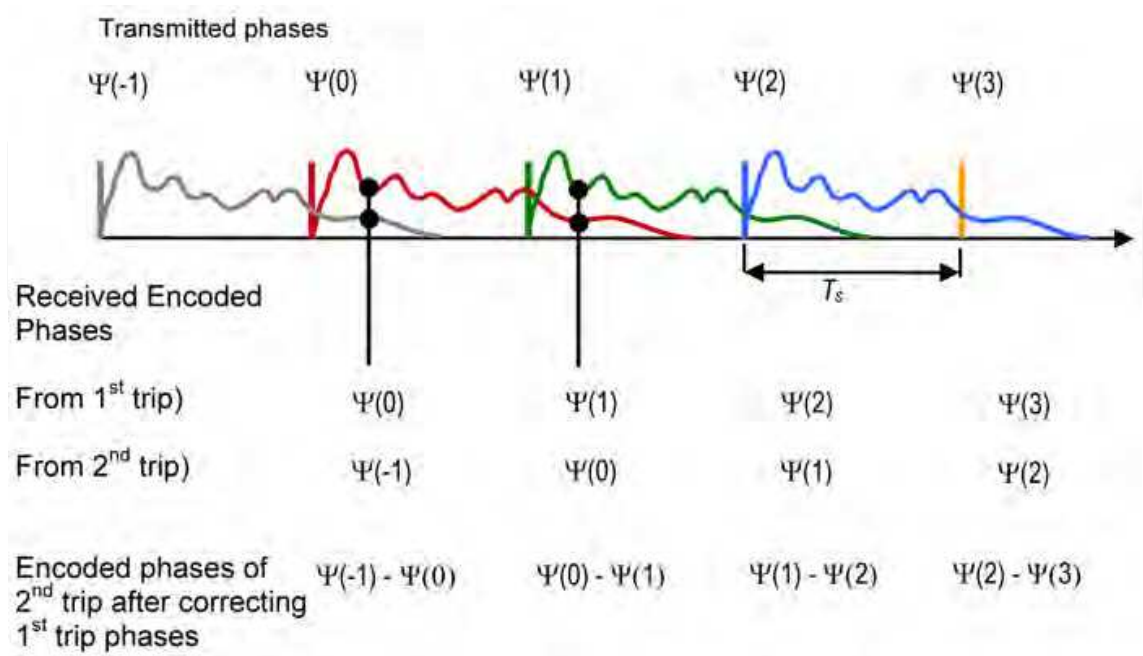 Transmitted phases
Ψ(-1) Ψ(0) Ψ(1) Ψ(2) Ψ(3)
Ts
Received Encoded
Phases
From 1st trip) Ψ(0) Ψ(1) Ψ(2) Ψ(3)
From 2nd trip) Ψ(-1) Ψ(0) Ψ(1) Ψ(2)
Encoded phases of Ψ(-1) - Ψ(0) Ψ(0) - Ψ(1) Ψ(1) - Ψ(2) Ψ(2) - Ψ(3)
2nd trip after correcting
1st trip phases